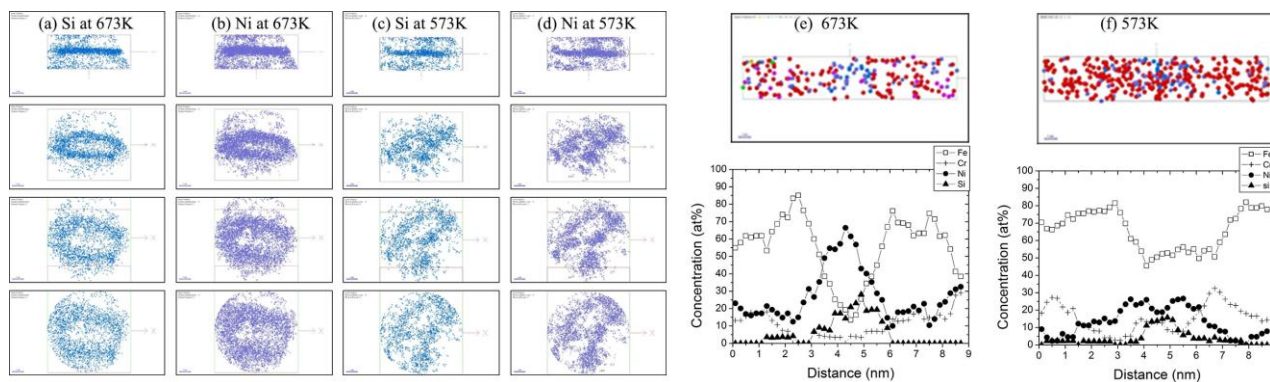 (a) Si at 673K
(b) Ni at 673K
(c) Si at 573K
(d) Ni at 573K
X
X
X
X
X
X
X
X
(e) 673K
Fe
Cr
Ni
Si
Concentration (at%)
100
90
80
70
60
50
40
30
20
10
0
0 1 2 3 4 5 6 7 8 9
Distance (nm)
(f) 573K
Fe
Ni
si
Concentration (at%)
100
90
80
70
60
50
40
30
20
10
0
0 1 2 3 4 5 6 7 8
Distance (nm)